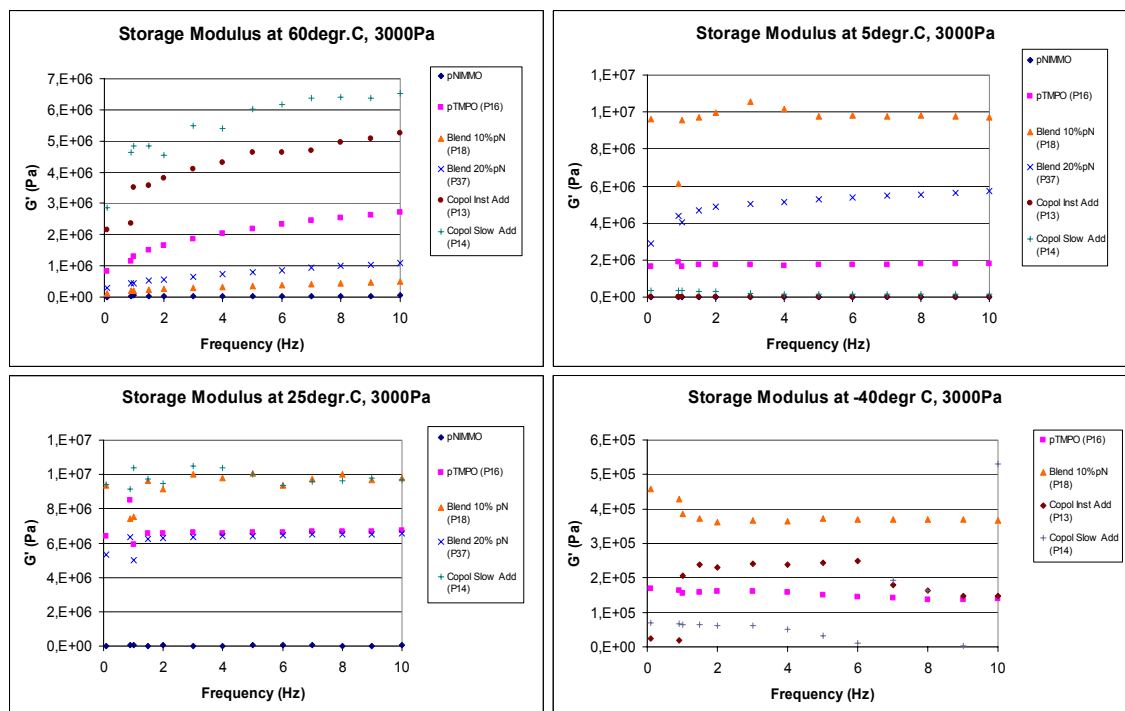 Storage Modulus at 60degr.C, 3000Pa
7,E+06
6,E+06
5,E+06
4,E+06
3,E+06
2,E+06
1,E+06
0,E+00
G' (Pa)
0 2 4 6 8 10
Frequency (Hz)
pNIMMO
pTMPO (P16)
Blend 10%pN
(P18)
Blend 20%pN
(P37)
Copol Inst Add
(P13)
Copol Slow Add
(P14)
Storage Modulus at 5degr.C, 3000Pa
1,E+07
1,E+07
8,E+06
6,E+06
4,E+06
2,E+06
0,E+00
G' (Pa)
0 2 4 6 8 10
Frequency (Hz)
pNIMMO
pTMPO (P16)
Blend 10%pN
(P18)
Blend 20%pN
(P37)
Copol Inst Add
(P13)
Copol Slow Add
(P14)
Storage Modulus at 25degr.C, 3000Pa
1,E+07
1,E+07
8,E+06
6,E+06
4,E+06
2,E+06
0,E+00
G' (Pa)
0 2 4 6 8 10
Frequency (Hz)
pNIMMO
pTMPO (P16)
Blend 10% pN
(P18)
Blend 20% pN
(P37)
Copol Slow Add
(P14)
Storage Modulus at -40degr C, 3000Pa
6,E+05
5,E+05
4,E+05
3,E+05
2,E+05
1,E+05
0,E+00
G' (Pa)
0 2 4 6 8 10
Frequency (Hz)
pTMPO (P16)
Blend 10%pN
(P18)
Copol Inst Add
(P13)
Copol Slow Add
(P14)